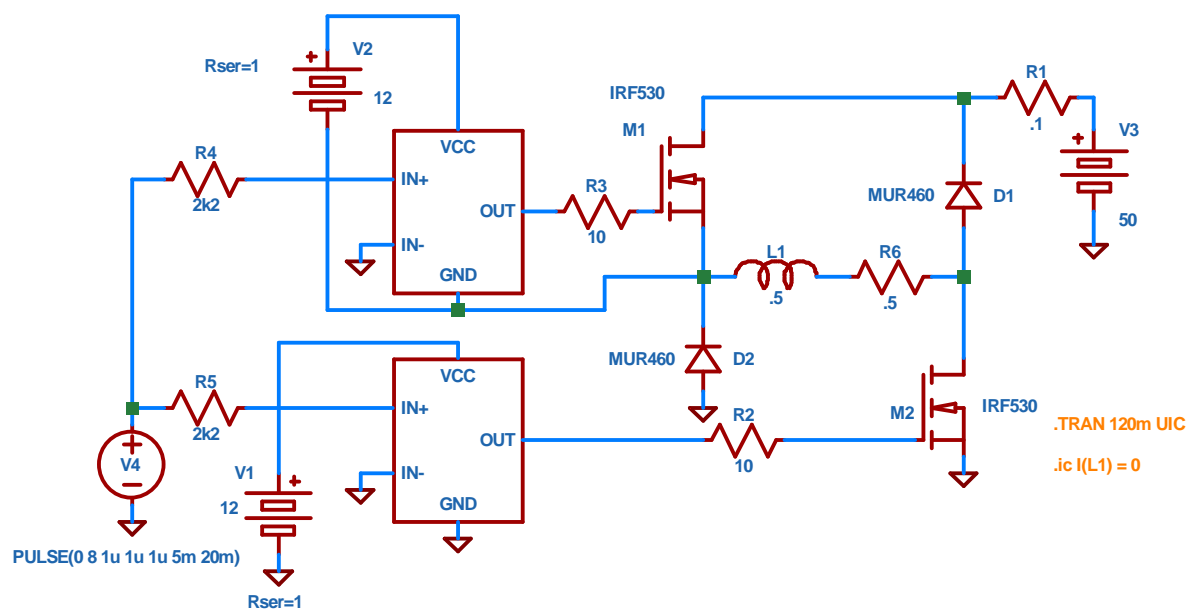 V2
Rser=1
12
VCC
IN+
OUT
IN-
GND
R4
2k2
R3
10
IRF530
M1
R1
.1
V3
50
MUR460
D1
L1
.5
R6
.5
MUR460
D2
R5
2k2
VCC
IN+
OUT
IN-
GND
V4
V1
12
Rser=1
PULSE(0 8 1u 1u 1u 5m 20m)
R2
10
M2
IRF530
.TRAN 120m UIC
.ic I(L1) = 0